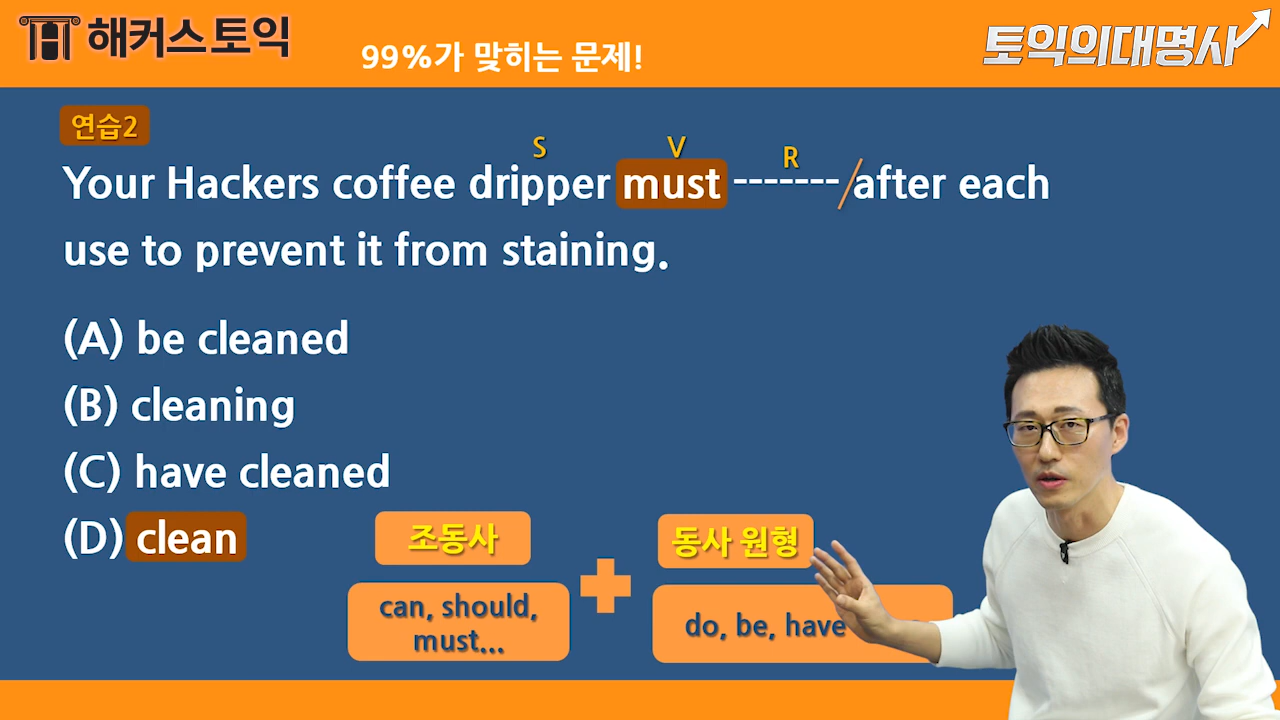 해커스토익
99%가 맞히는 문제!
토익의대명사
연습2
S V R
Your Hackers coffee dripper must ------- / after each
use to prevent it from staining.
(A) be cleaned
(B) cleaning
(C) have cleaned
(D) clean
조동사 + 동사 원형
can, should,
must...
do, be, have